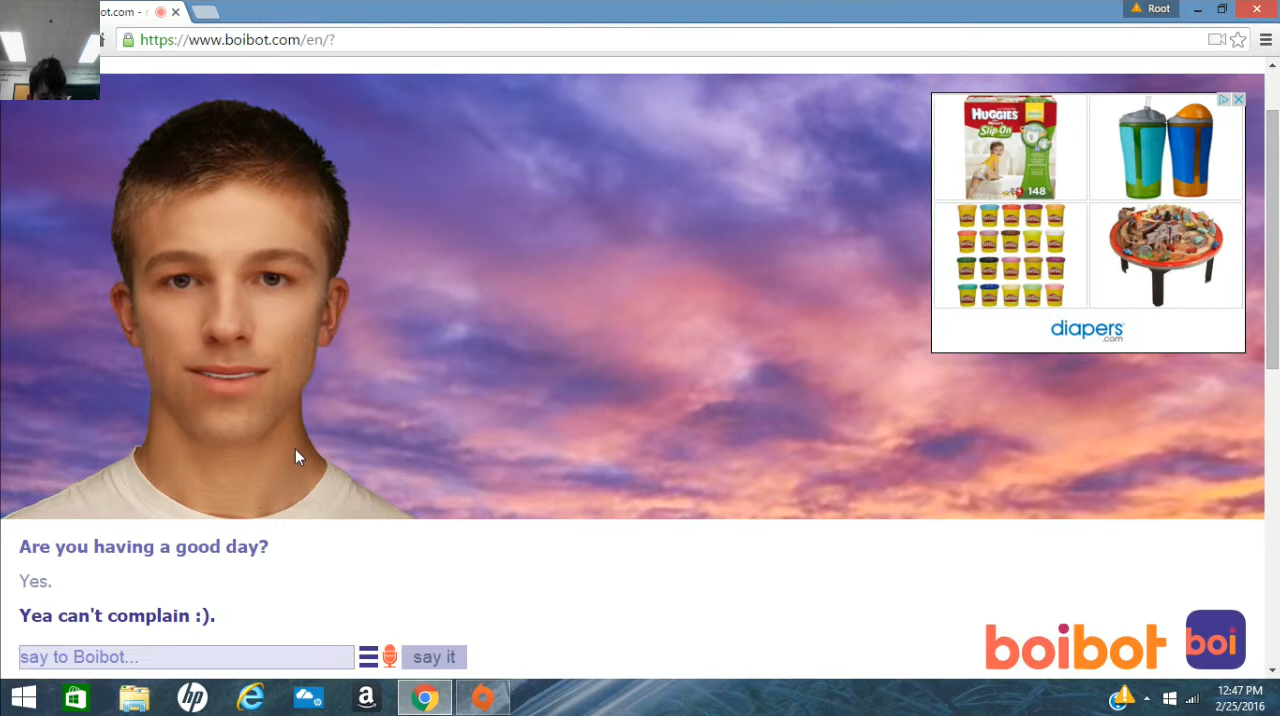 ot.com - r
Root
https://www.boibot.com/en/?
HUGGIES
Slip On
148
diapers
.com
Are you having a good day?
Yes.
Yea can't complain :).
say to Boibot...
say it
boibot
boi
hp
a
12:47 PM
2/25/2016